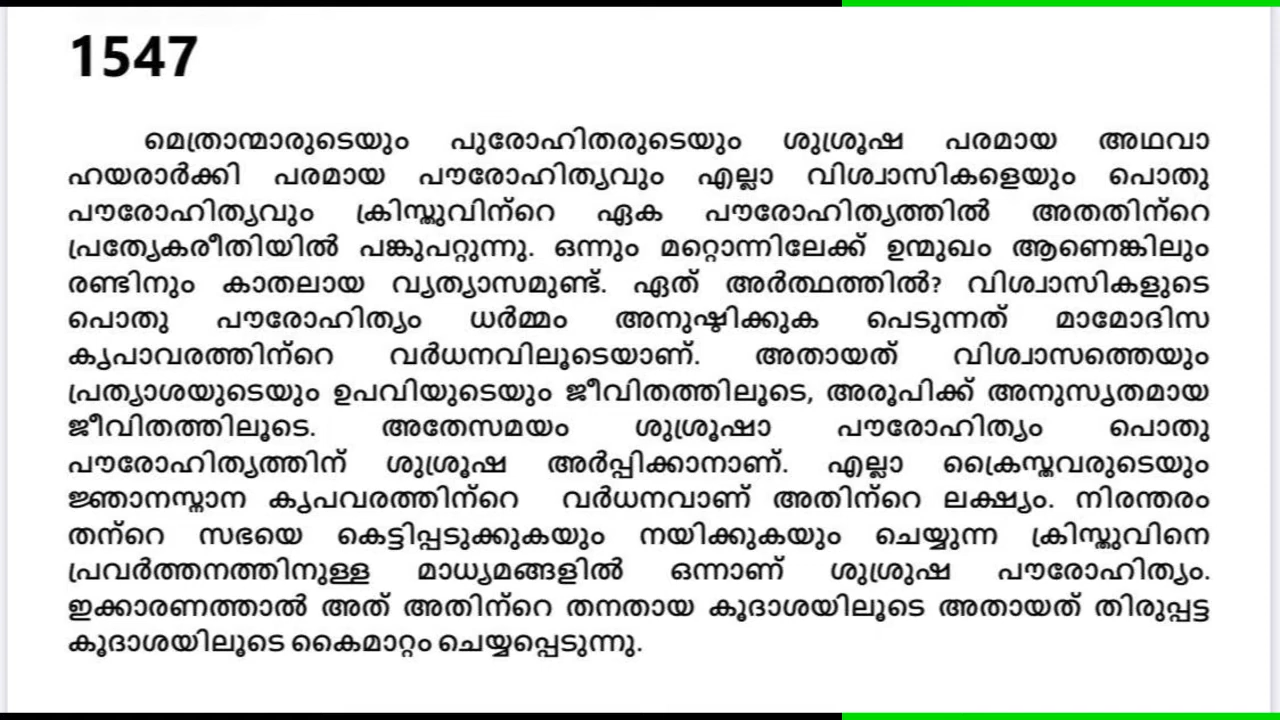 1547
മെത്രാന്മാരുടെയും പുരോഹിതരുടെയും ശുശ്രൂഷ പരമായ അഥവാ
ഹയരാർക്കി പരമായ പൗരോഹിത്യവും എല്ലാ വിശ്വാസികളെയും പൊതു
പൗരോഹിത്യവും ക്രിസ്തുവിന്റെ ഏക പൗരോഹിത്യത്തിൽ അതതിന്റെ
പ്രത്യേകരീതിയിൽ പങ്കുപറ്റുന്നു. ഒന്നും മറ്റൊന്നിലേക്ക് ഉന്മുഖം ആണെങ്കിലും
രണ്ടിനും കാതലായ വ്യത്യാസമുണ്ട്. ഏത് അർത്ഥത്തിൽ? വിശ്വാസികളുടെ
പൊതു പൗരോഹിത്യം ധർമ്മം അനുഷ്ഠിക്കുക പെടുന്നത് മാമോദിസ
കൃപാവരത്തിന്റെ വർധനവിലൂടെയാണ്. അതായത് വിശ്വാസത്തെയും
പ്രത്യാശയുടെയും ഉപവിയുടെയും ജീവിതത്തിലൂടെ, അരൂപിക്ക് അനുസൃതമായ
ജീവിതത്തിലൂടെ. അതേസമയം ശുശ്രൂഷാ പൗരോഹിത്യം പൊതു
പൗരോഹിത്യത്തിന് ശുശ്രൂഷ അർപ്പിക്കാനാണ്. എല്ലാ ക്രൈസ്തവരുടെയും
ജ്ഞാനസ്നാന കൃപവരത്തിന്റെ വർധനവാണ് അതിന്റെ ലക്ഷ്യം. നിരന്തരം
തന്റെ സഭയെ കെട്ടിപ്പടുക്കുകയും നയിക്കുകയും ചെയ്യുന്ന ക്രിസ്തുവിനെ
പ്രവർത്തനത്തിനുള്ള മാധ്യമങ്ങളിൽ ഒന്നാണ് ശുശ്രുഷ പൗരോഹിത്യം.
ഇക്കാരണത്താൽ അത് അതിന്റെ തനതായ കൂദാശയിലൂടെ അതായത് തിരുപ്പട്ട
കൂദാശയിലൂടെ കൈമാറ്റം ചെയ്യപ്പെടുന്നു.